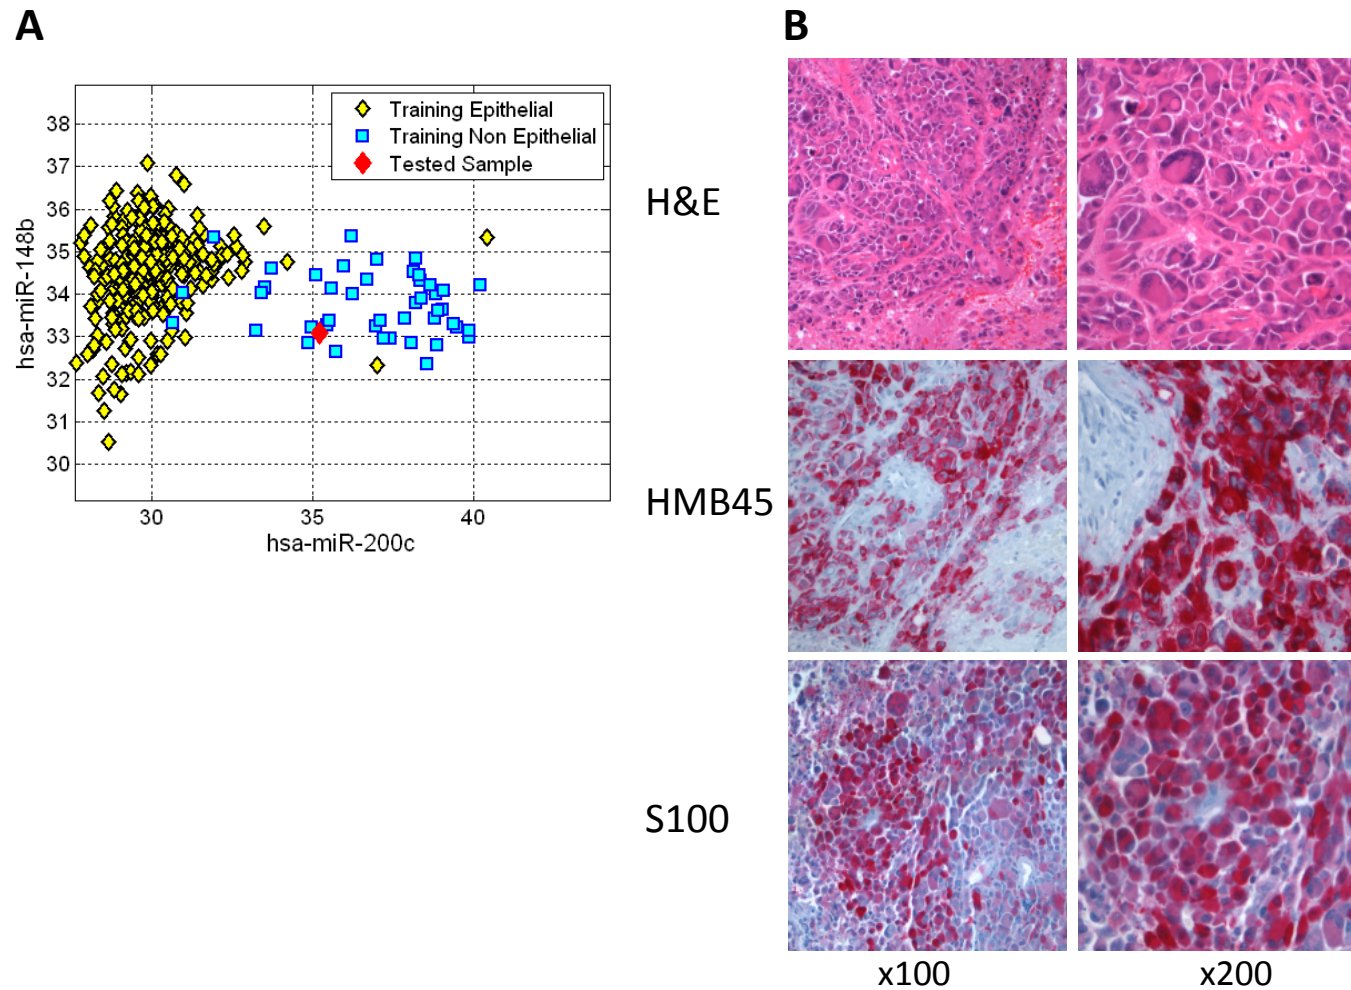 A
B
Training Epithelial
Training Non Epithelial
Tested Sample
38
37
36
35
34
33
32
31
30
hsa-miR-148b
30
35
40
hsa-miR-200c
H&E
HMB45
S100
x100
x200